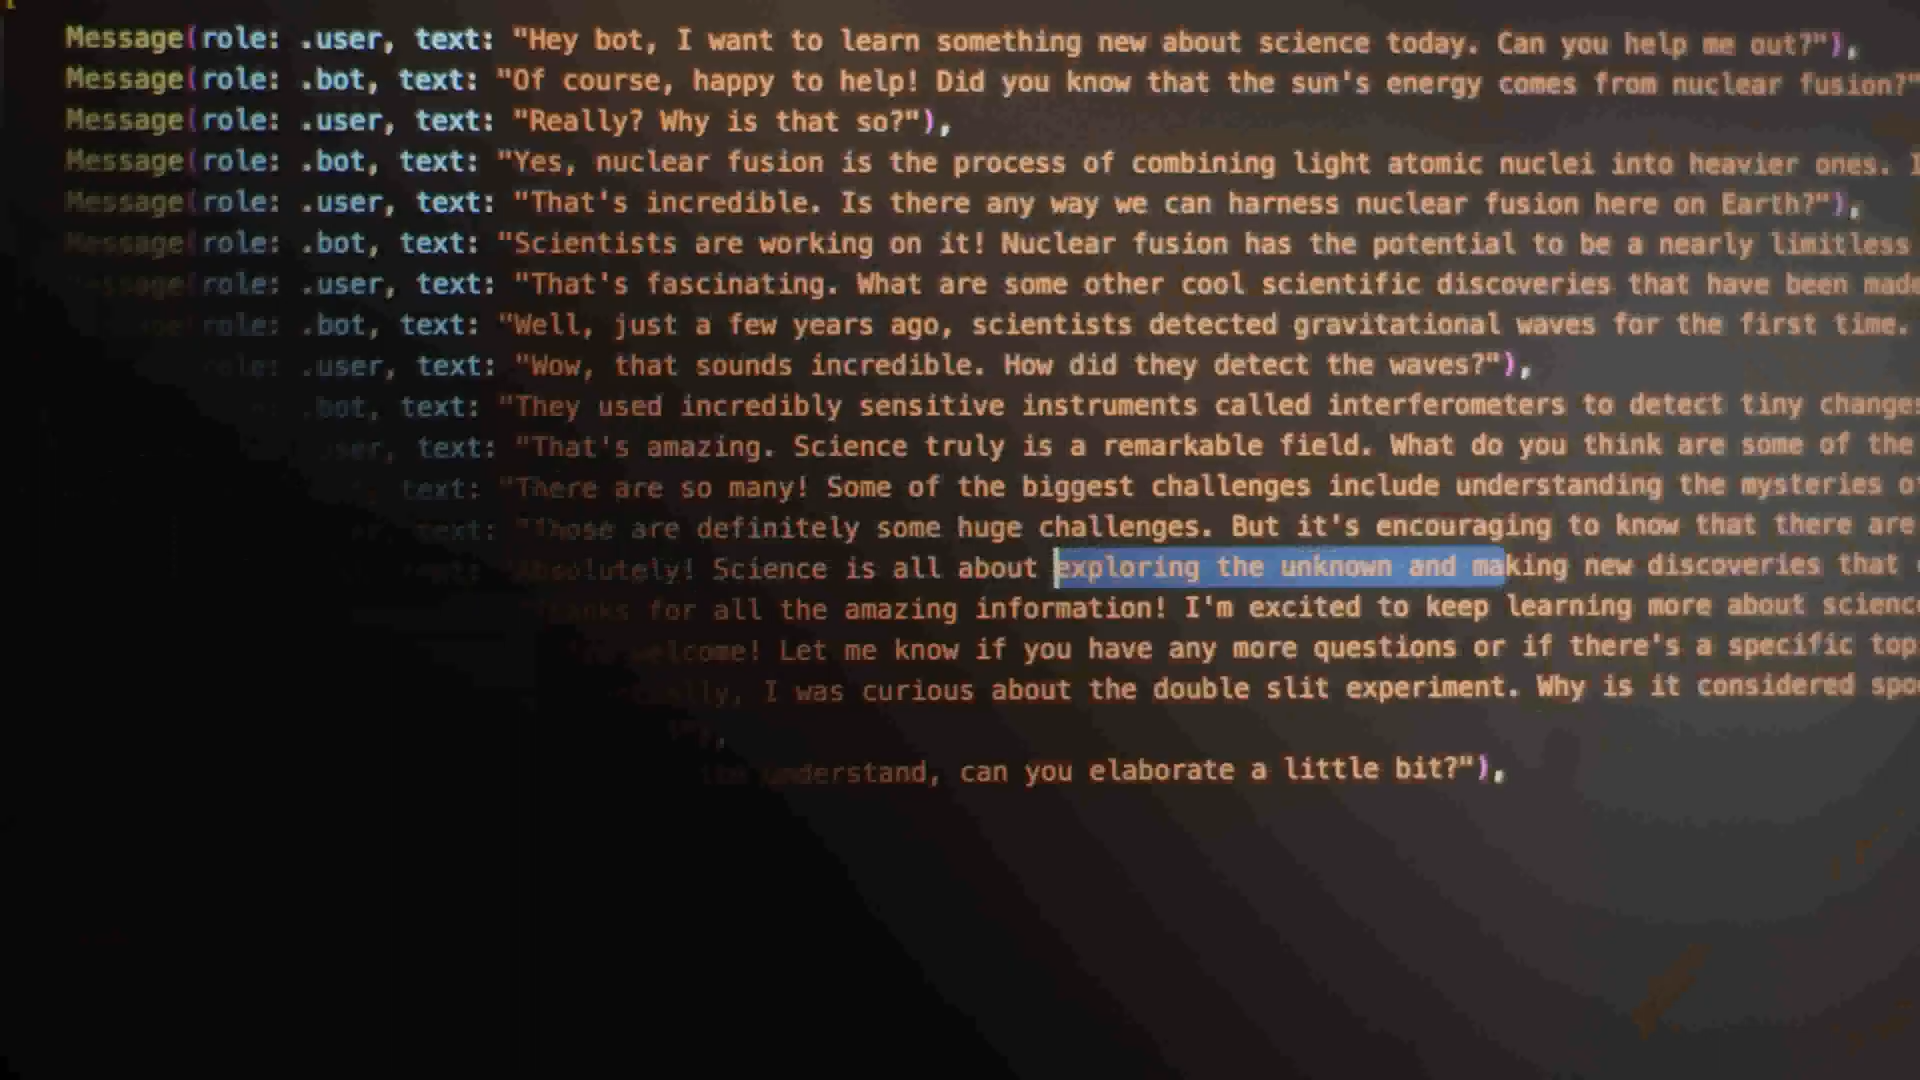 Message(role: .user, text: "Hey bot, I want to learn something new about science today. Can you help me out?"),
Message(role: .bot, text: "Of course, happy to help! Did you know that the sun's energy comes from nuclear fusion?"
Message(role: .user, text: "Really? Why is that so?"),
Message(role: .bot, text: "Yes, nuclear fusion is the process of combining light atomic nuclei into heavier ones.
Message(role: .user, text: "That's incredible. Is there any way we can harness nuclear fusion here on Earth?"),
Message(role: .bot, text: "Scientists are working on it! Nuclear fusion has the potential to be a nearly limitless
Message(role: .user, text: "That's fascinating. What are some other cool scientific discoveries that have been made
role: .bot, text: "Well, just a few years ago, scientists detected gravitational waves for the first time.
role: .user, text: "Wow, that sounds incredible. How did they detect the waves?"),
.bot, text: "They used incredibly sensitive instruments called interferometers to detect tiny changes
text: "That's amazing. Science truly is a remarkable field. What do you think are some of the
text: "There are so many! Some of the biggest challenges include understanding the mysteries
text: "Those are definitely some huge challenges. But it's encouraging to know that there are
"Absolutely! Science is all about exploring the unknown and making new discoveries that
"Thanks for all the amazing information! I'm excited to keep learning more about science
welcome! Let me know if you have any more questions or if there's a specific
I was curious about the double slit experiment. Why is it considered
understand, can you elaborate a little bit?"),